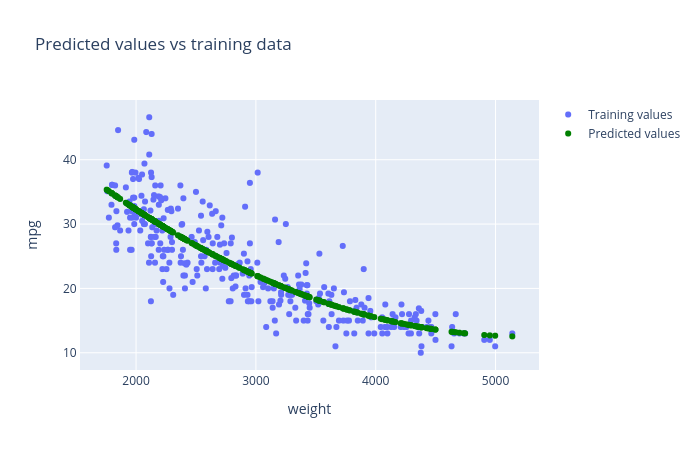 Predicted values vs training data
Training values
Predicted values
40
30
20
10
mpg
2000
3000
4000
5000
weight